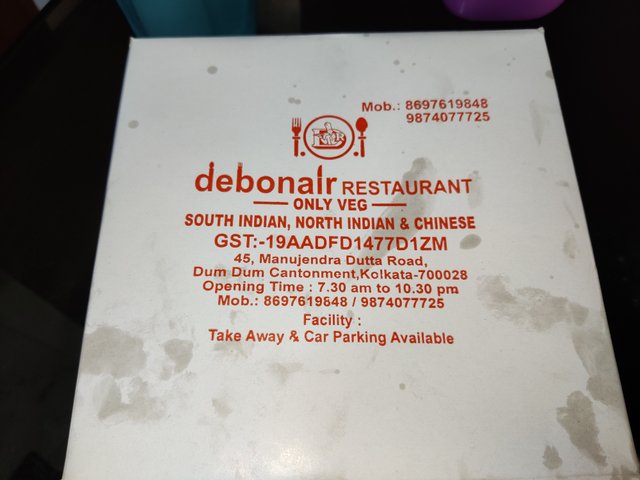 Mob.: 8697619848
9874077725
debonair RESTAURANT
ONLY VEG
SOUTH INDIAN, NORTH INDIAN & CHINESE
GST:-19AADFD1477D1ZM
45, Manujendra Dutta Road,
Dum Dum Cantonment,Kolkata-700028
Opening Time : 7.30 am to 10.30 pm
Mob.: 8697619848 / 9874077725
Facility :
Take Away & Car Parking Available